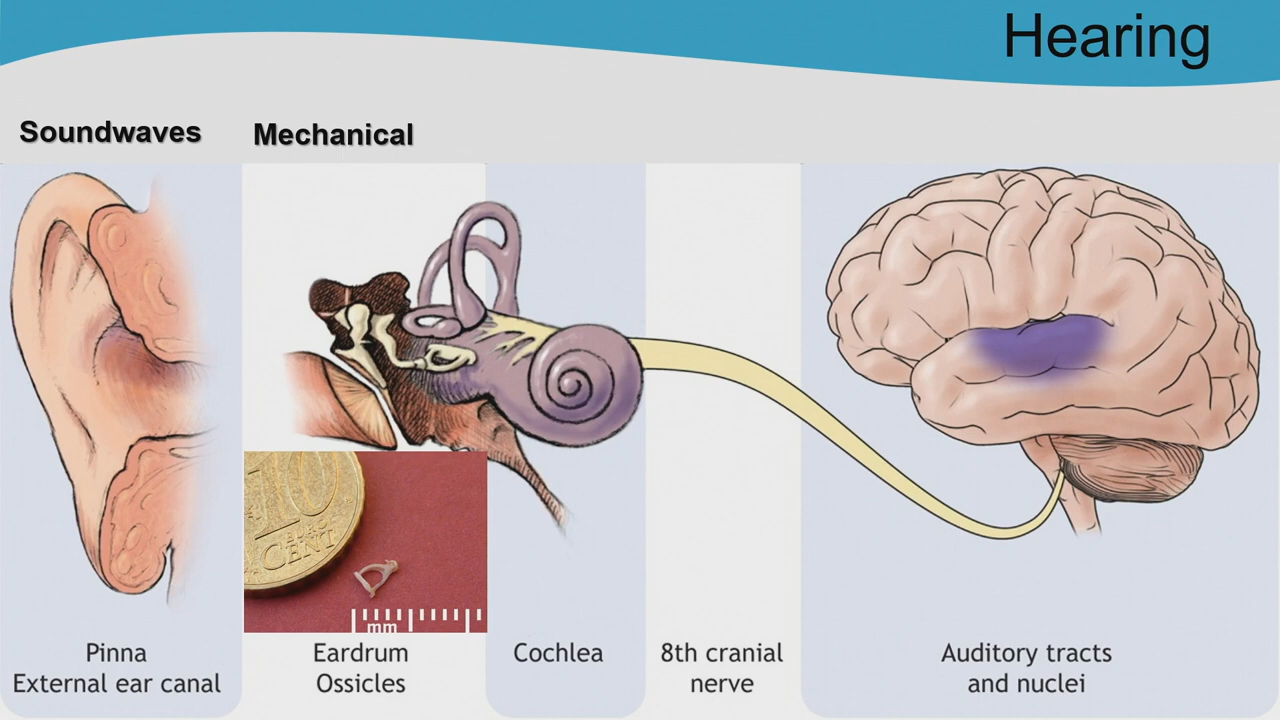 Hearing
Soundwaves
Mechanical
10
EURO
CENT
mm
Pinna
External ear canal
Eardrum
Ossicles
Cochlea
8th cranial
nerve
Auditory tracts
and nuclei